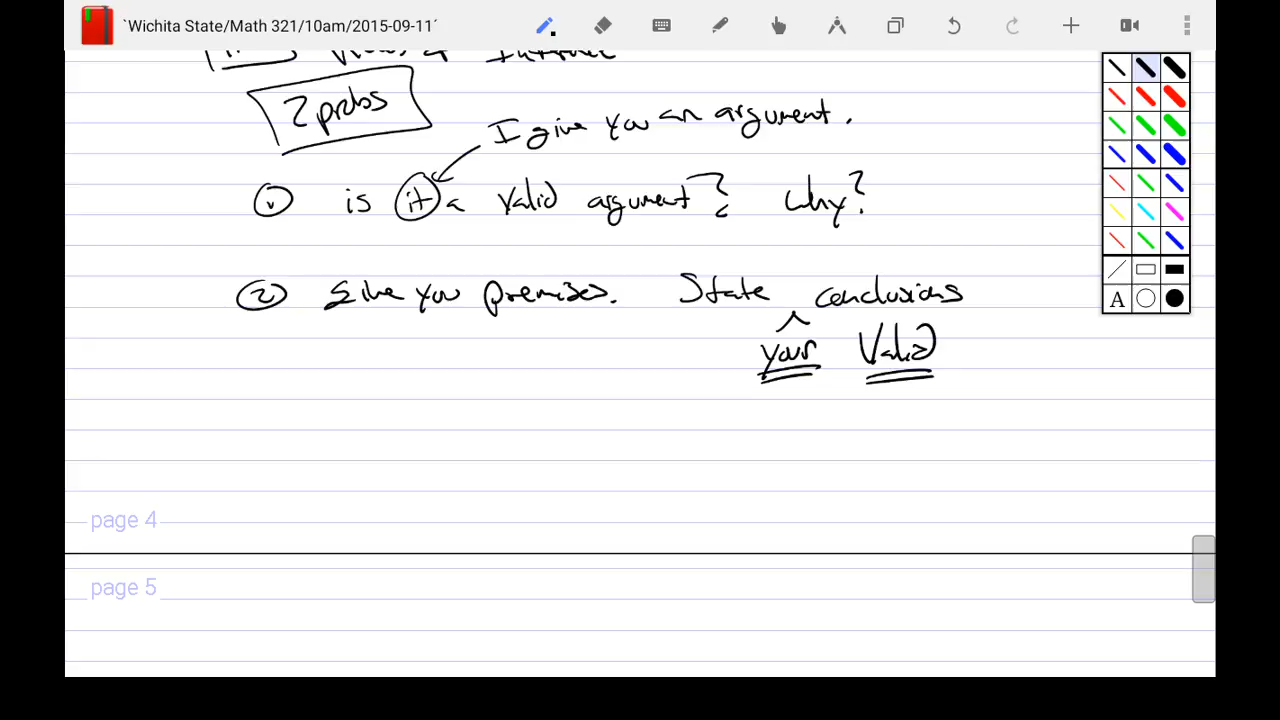 `Wichita State/Math 321/10am/2015-09-11´
2 probs
I give you an argument.
① is it a valid argument? Why?
② Give you premises. State conclusions
your Valid
A
page 4
page 5